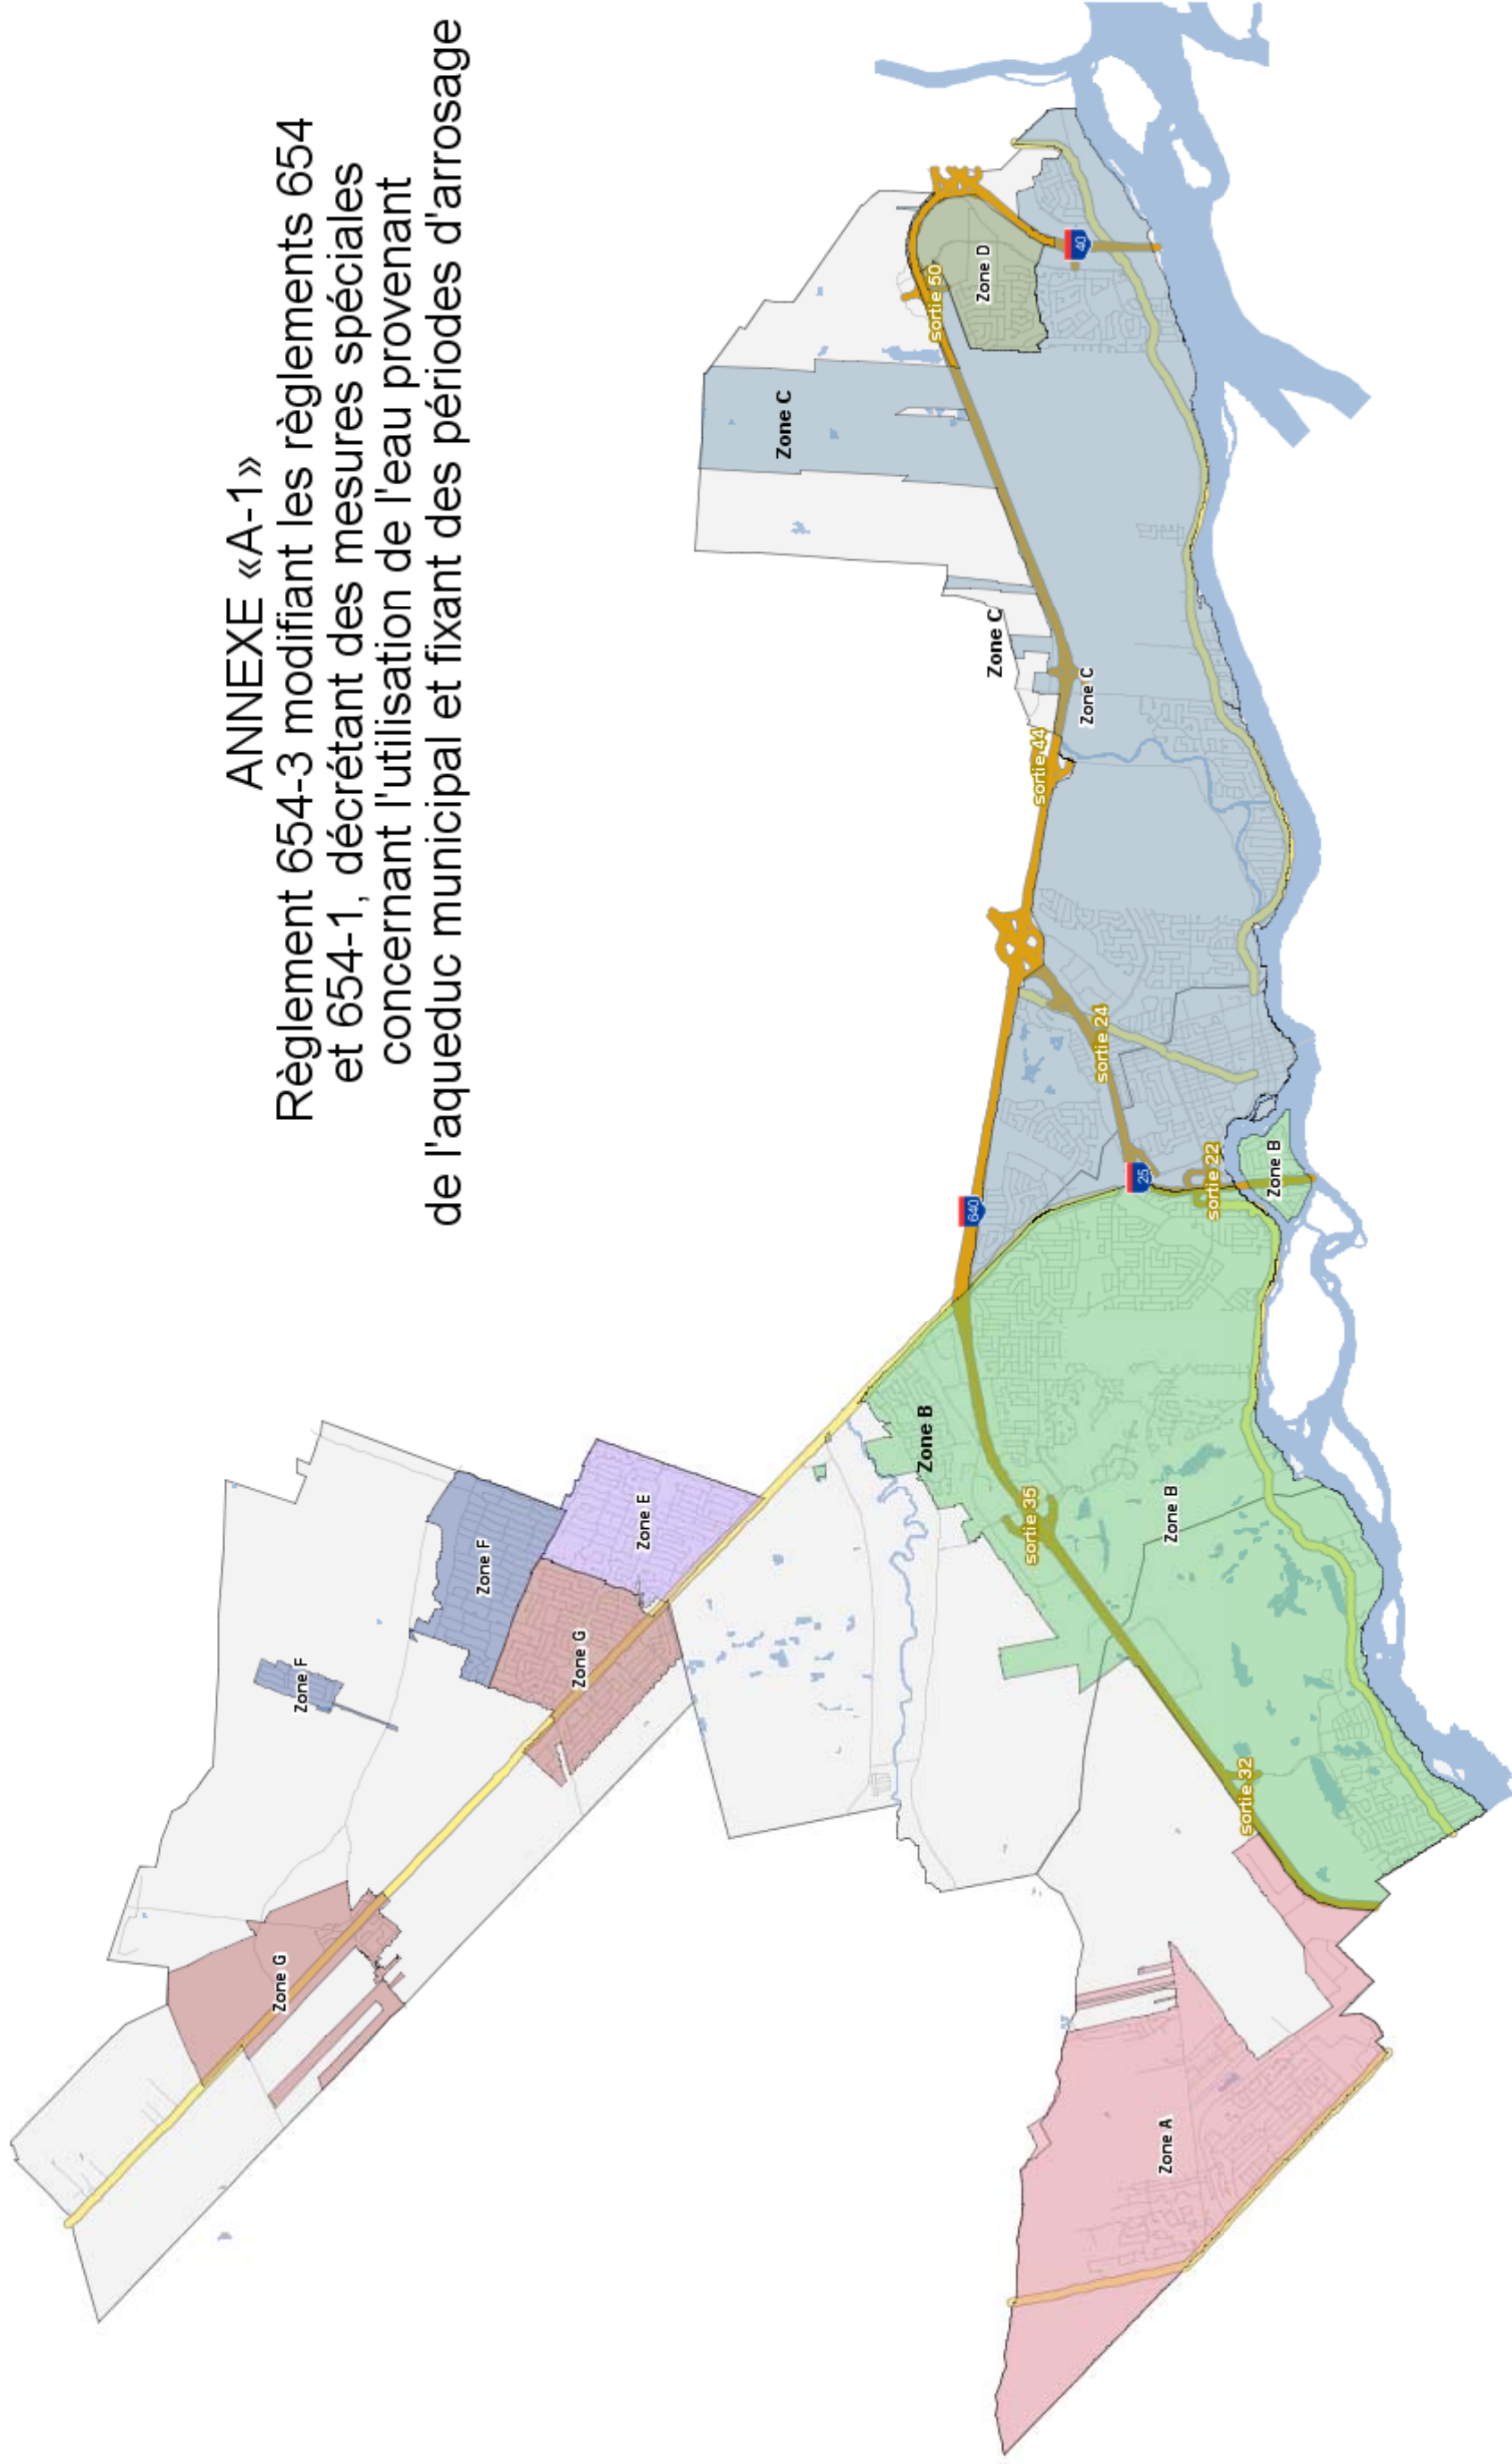 ANNEXE «A-1»
Règlement 654-3 modifiant les règlements 654
et 654-1, décrétant des mesures spéciales
concernant l'utilisation de l'eau provenant
de l'aqueduc municipal et fixant des périodes d'arrosage
Zone G
Zone F
Zone F
Zone G
Zone E
Zone C
Zone B
sortie 50
640
Zone D
Zone C
sortie 35
sortie 44
40
Zone C
sortie 24
25
Zone A
Zone B
sortie 22
sortie 32
Zone B